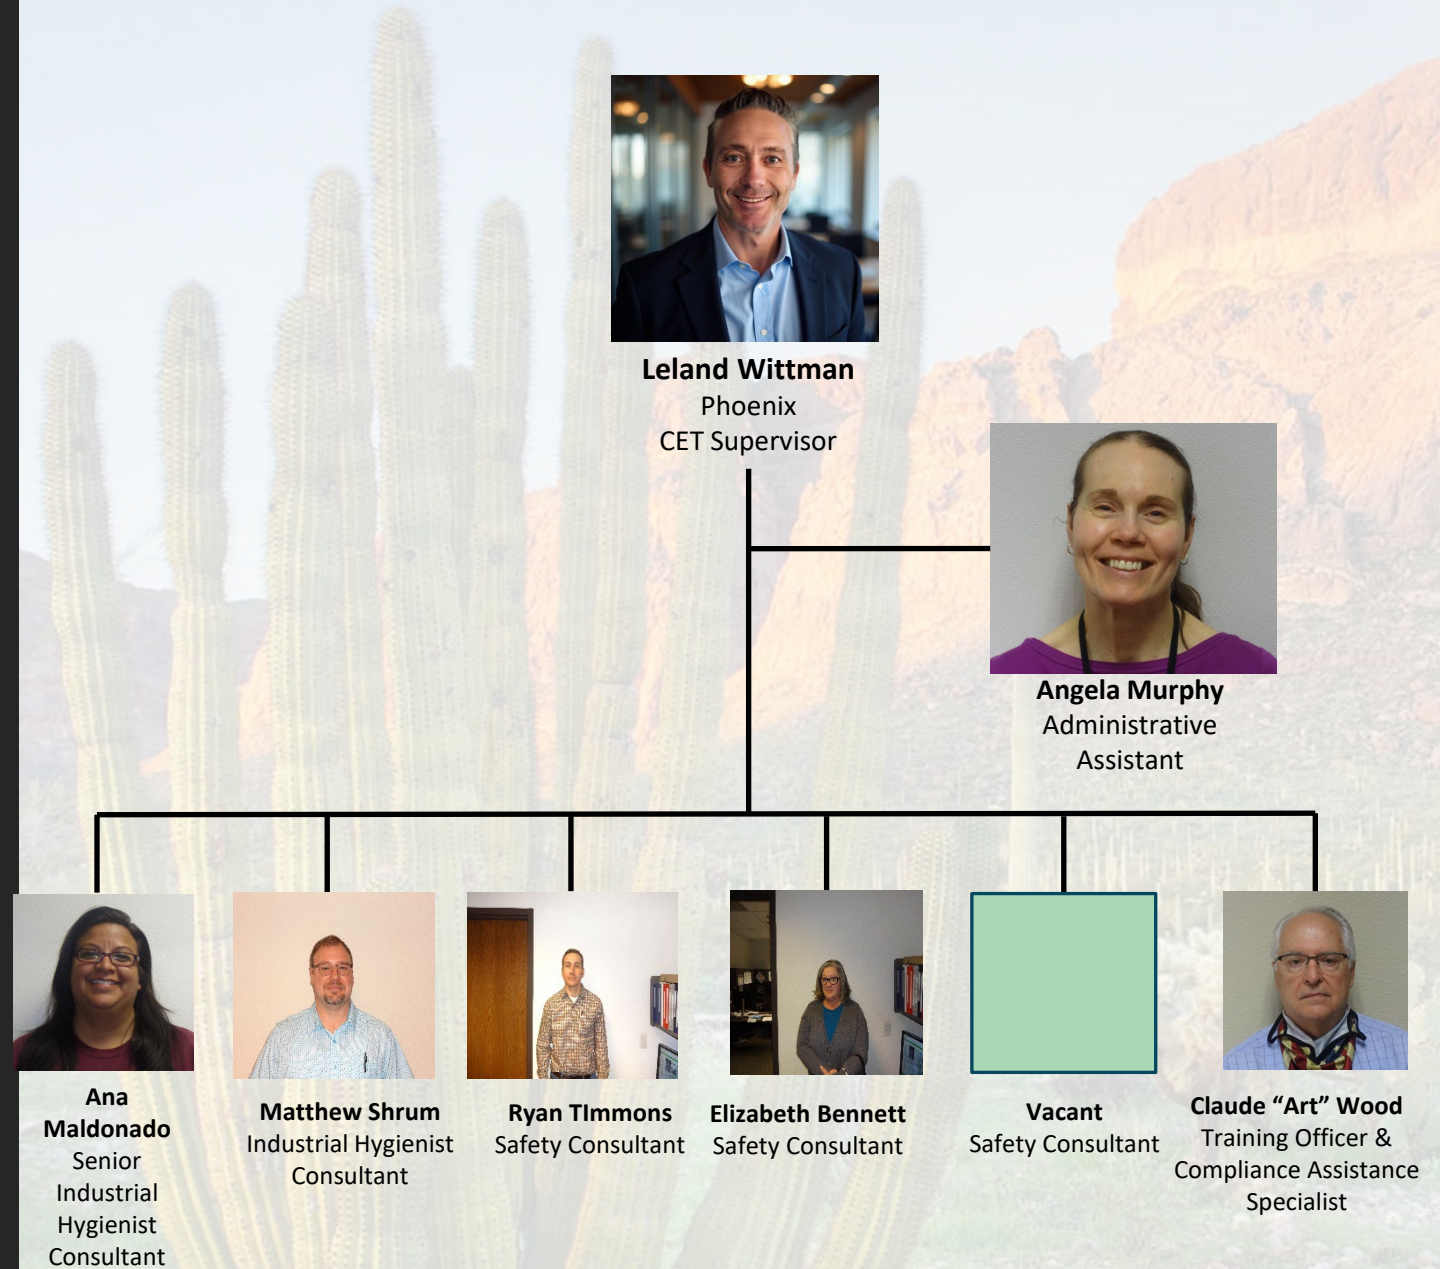 Leland Wittman
Phoenix
CET Supervisor
Angela Murphy
Administrative
Assistant
Ana
Maldonado
Senior
Industrial
Hygienist
Consultant
Matthew Shrum
Industrial Hygienist
Consultant
Ryan TImmons
Safety Consultant
Elizabeth Bennett
Safety Consultant
Vacant
Safety Consultant
Claude “Art” Wood
Training Officer &
Compliance Assistance
Specialist